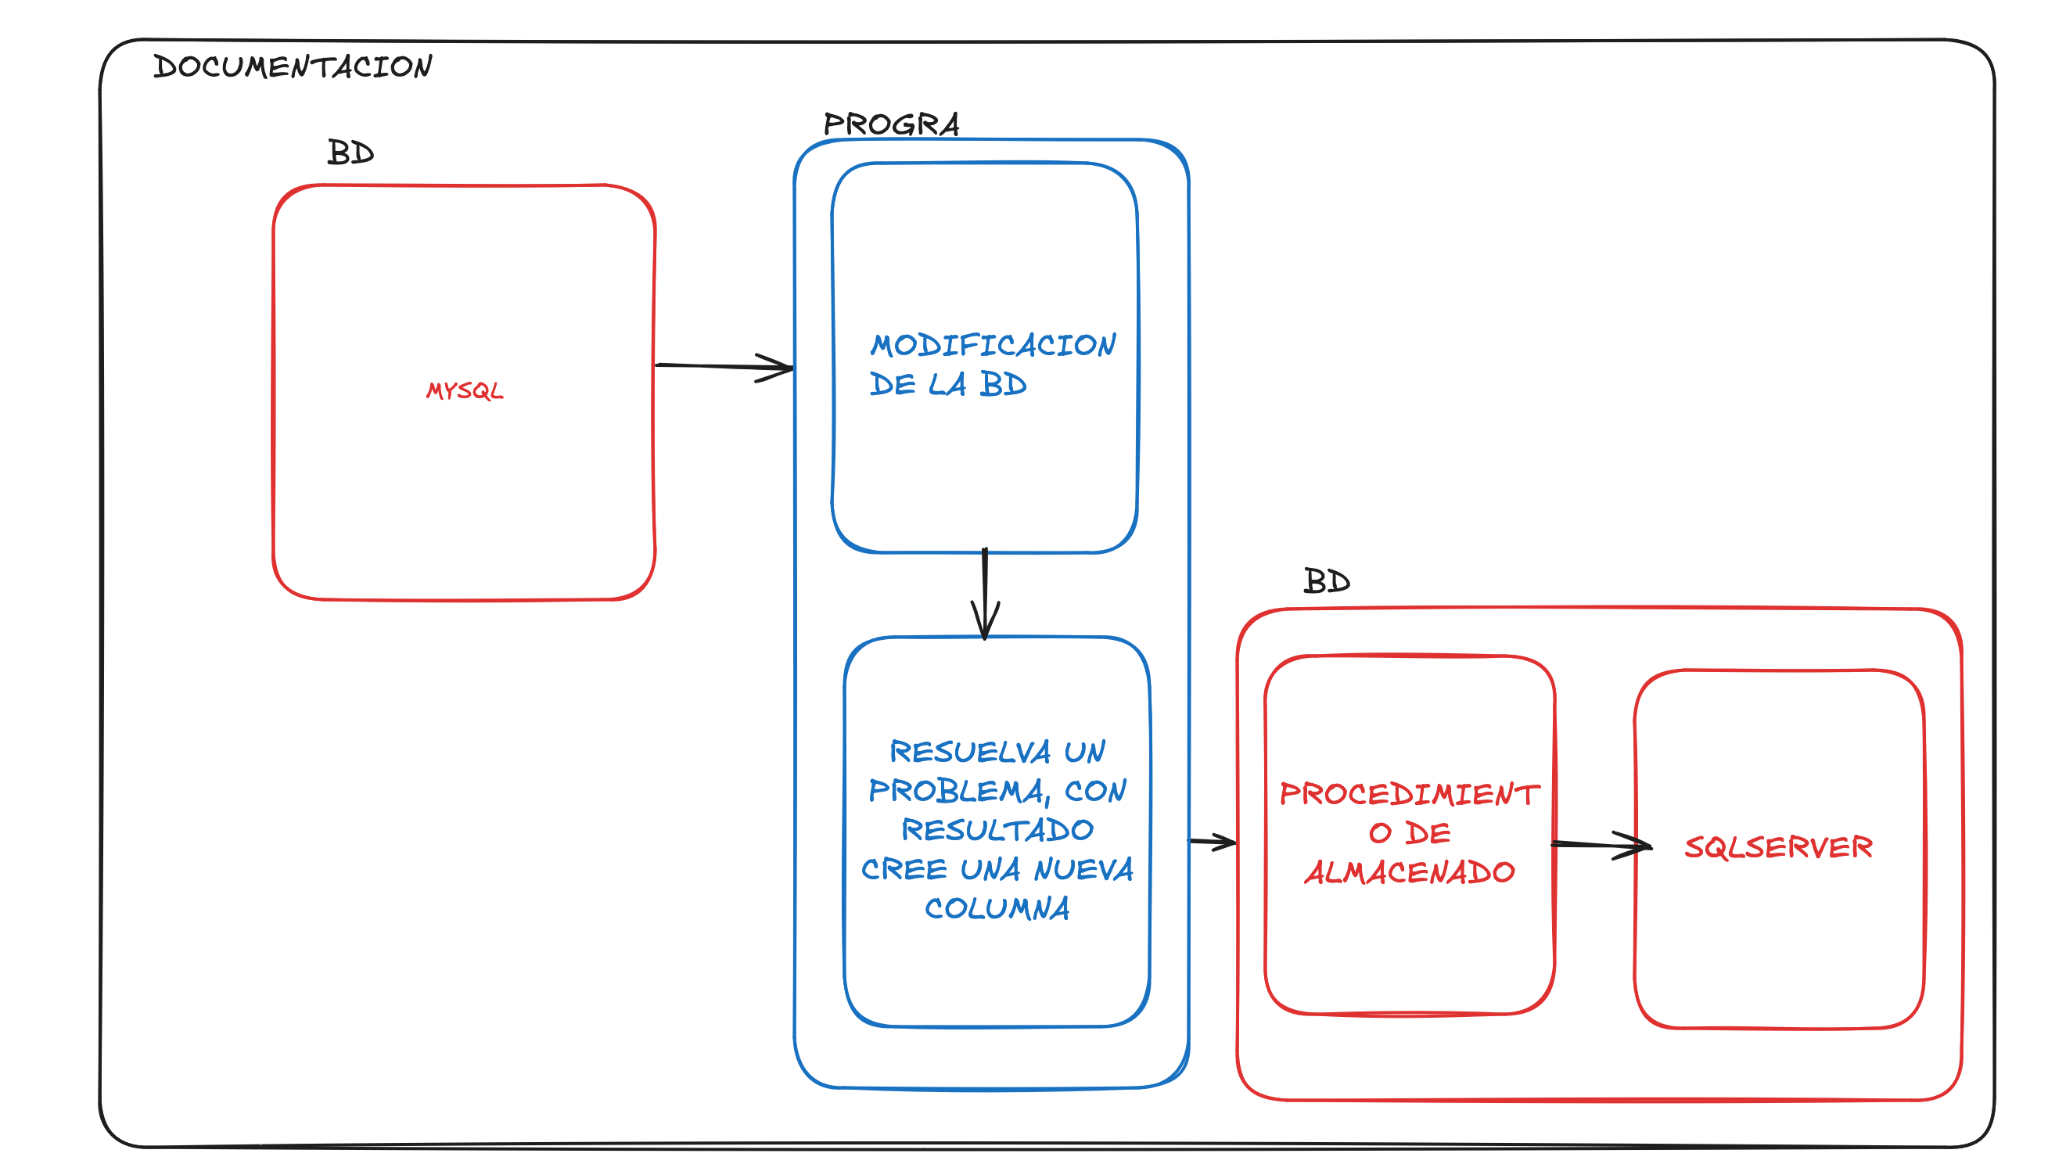 DOCUMENTACION
BD
MYSQL
PROGRA
MODIFICACION
DE LA BD
RESUELVA UN
PROBLEMA, CON
RESULTADO
CREE UNA NUEVA
COLUMNA
BD
PROCEDIMIENT
O DE
ALMACENADO
SQLSERVER